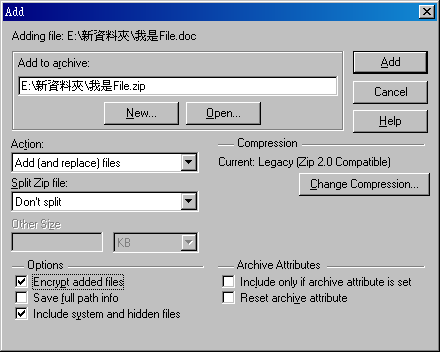 Add
Adding file: E:\新資料夾\我是File.doc
Add to archive:
E:\新資料夾\我是File.zip
New...
Open...
Add
Cancel
Help
Action:
Add (and replace) files
Split Zip file:
Don't split
Other Size
KB
Compression
Current: Legacy (Zip 2.0 Compatible)
Change Compression...
Options
Encrypt added files
Save full path info
Include system and hidden files
Archive Attributes
Include only if archive attribute is set
Reset archive attribute